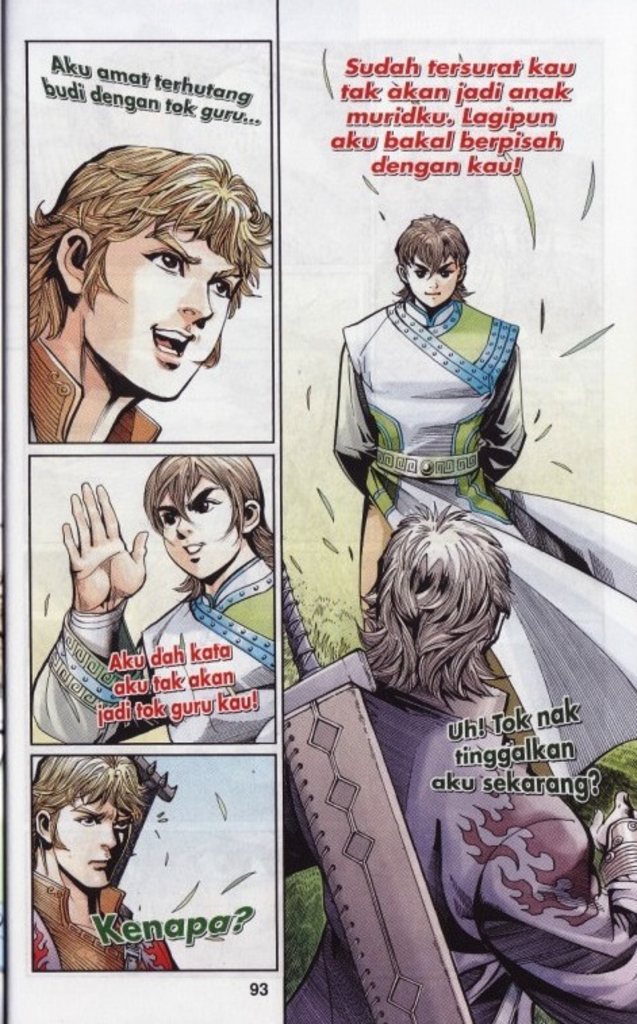 Aku amat terhutang
budi dengan tok guru...
Aku dah kata
aku tak akan
jadi tok guru kau!
Kenapa?
Sudah tersurat kau
tak akan jadi anak
muridku. Lagipun
aku bakal berpisah
dengan kau!
Uh! Tok nak
tinggalkan
aku sekarang?
93